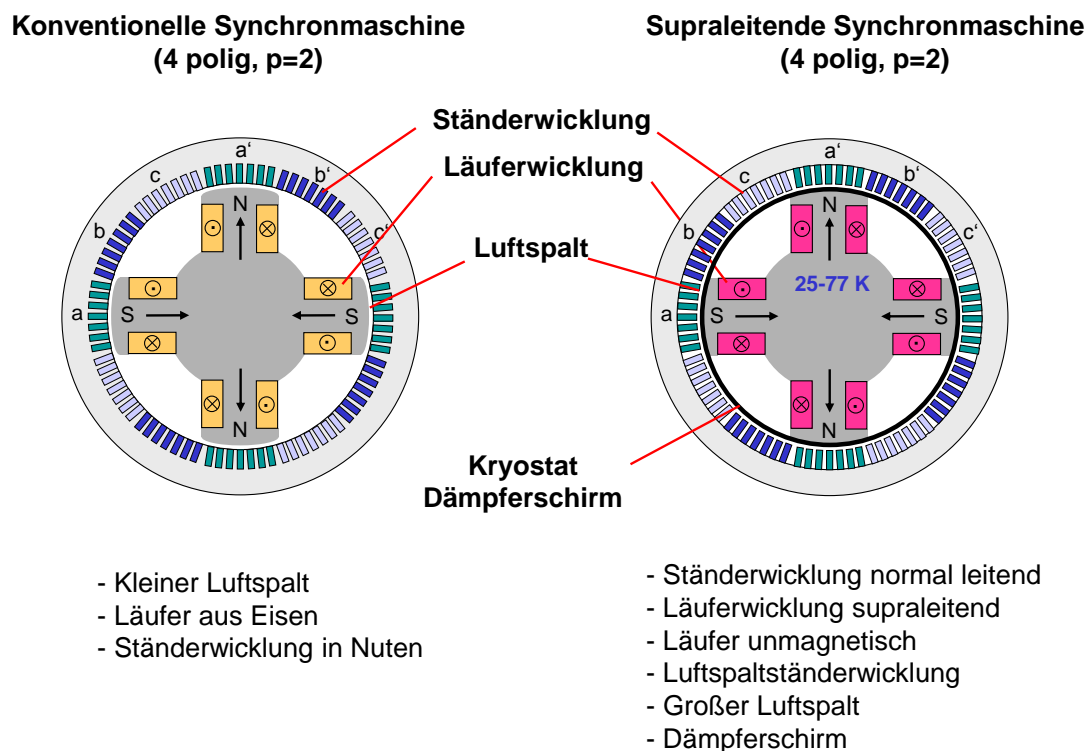 Konventionelle Synchronmaschine
(4 polig, p=2)
Supraleitende Synchronmaschine
(4 polig, p=2)
Ständerwicklung
Läuferwicklung
Luftspalt
Kryostat
Dämpferschirm
a'
c
b'
b
c'
a
N
S
S
N
a'
c
b'
b
c'
a
N
25-77 K
S
S
N
- Kleiner Luftspalt
- Läufer aus Eisen
- Ständerwicklung in Nuten
- Ständerwicklung normal leitend
- Läuferwicklung supraleitend
- Läufer unmagnetisch
- Luftspaltständerwicklung
- Großer Luftspalt
- Dämpferschirm